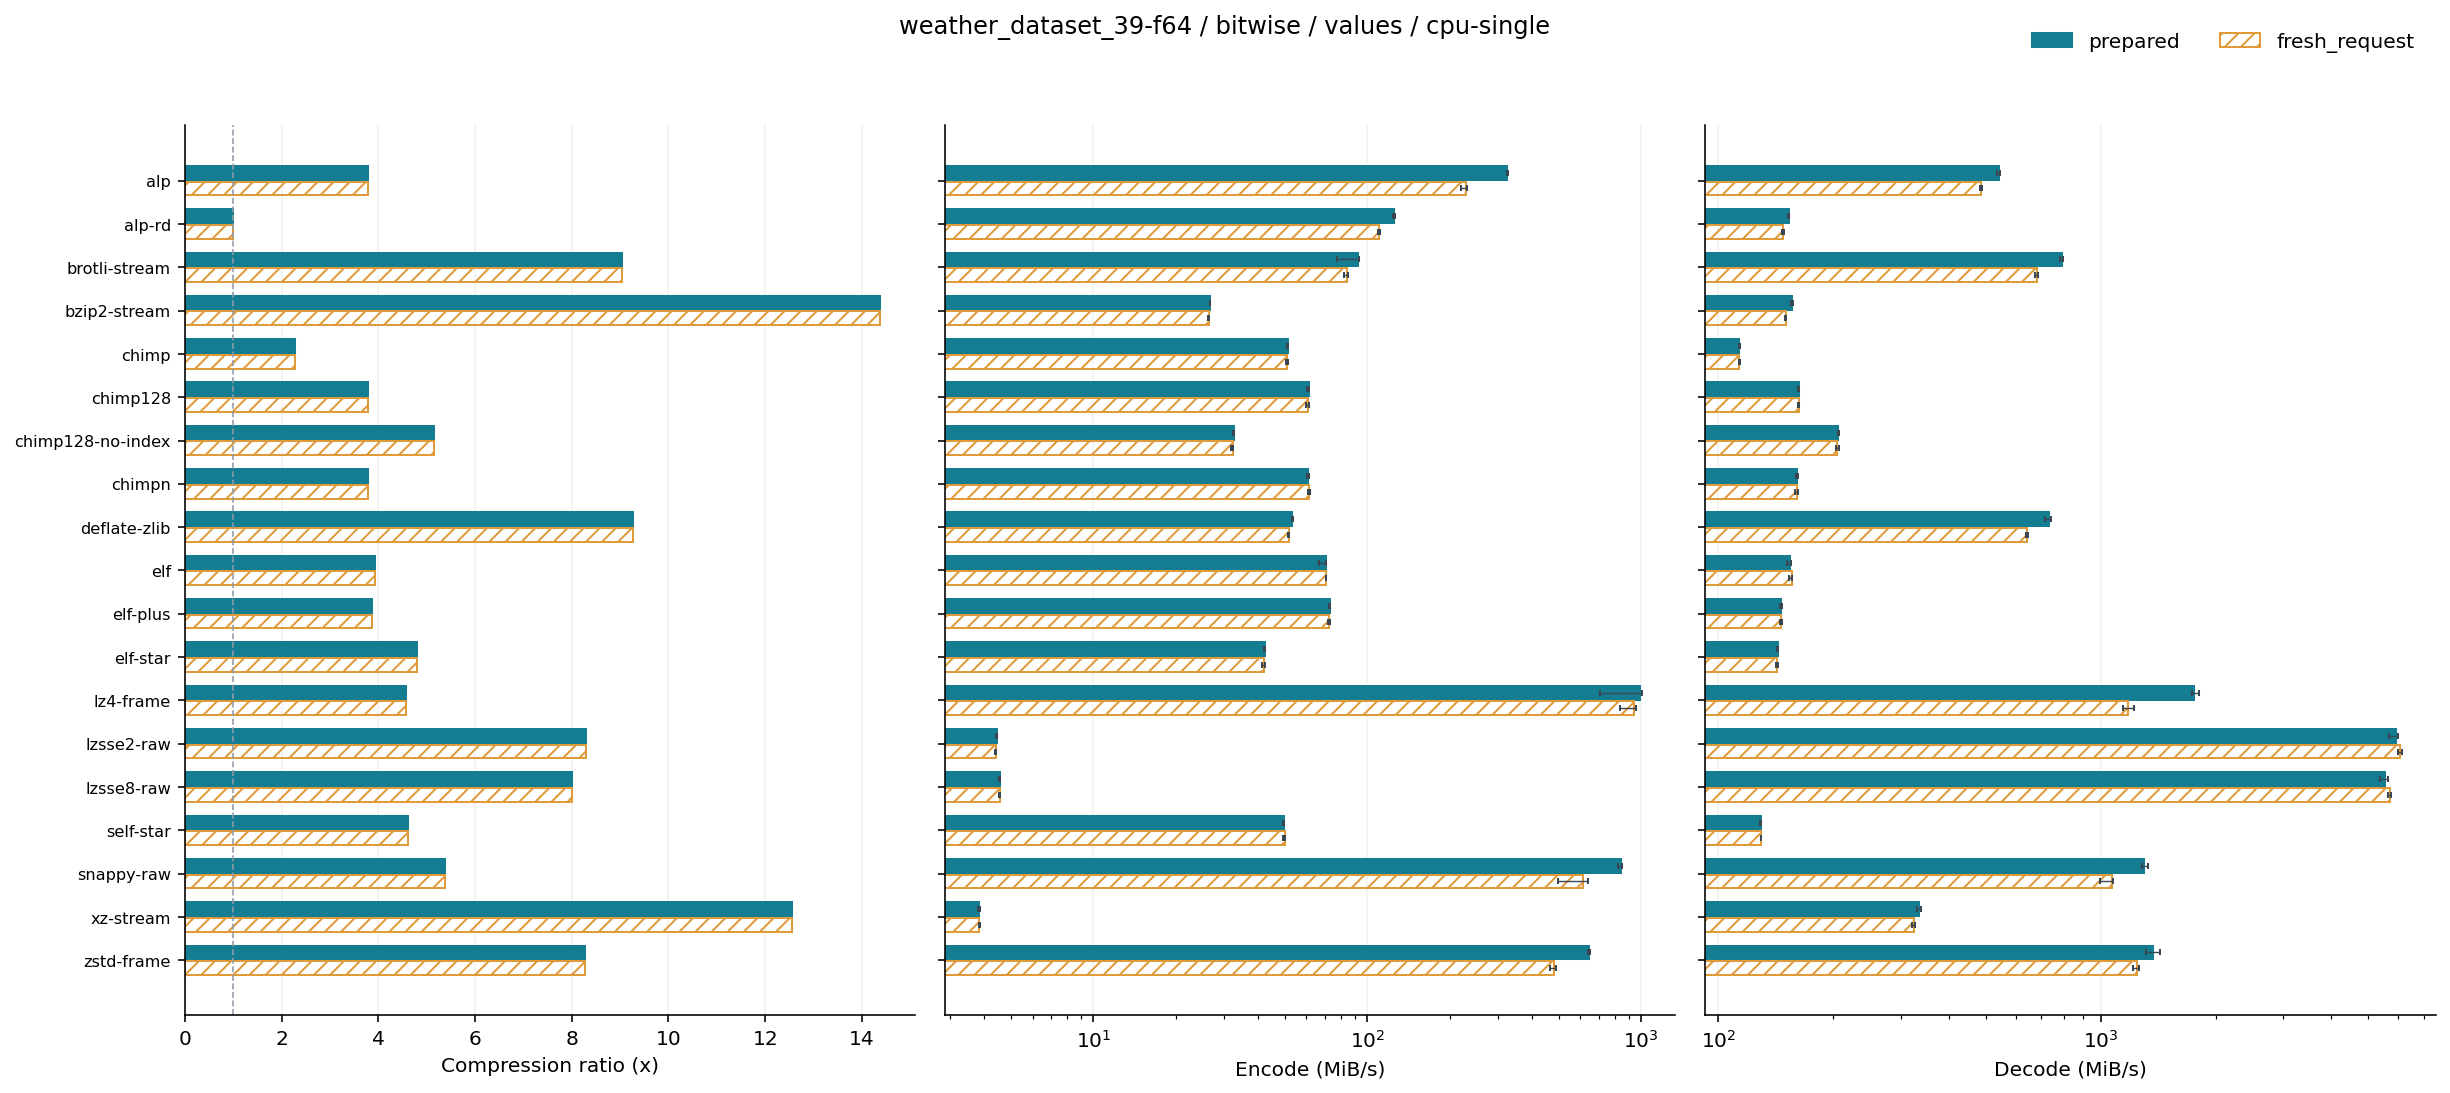 weather_dataset_39-f64 / bitwise / values / cpu-single
prepared
fresh_request
alp
alp-rd
brotli-stream
bzip2-stream
chimp
chimp128
chimp128-no-index
chimpn
deflate-zlib
elf
elf-plus
elf-star
lz4-frame
lzsse2-raw
lzsse8-raw
self-star
snappy-raw
xz-stream
zstd-frame
0 2 4 6 8 10 12 14
Compression ratio (x)
10¹ 10² 10³
Encode (MiB/s)
10² 10³
Decode (MiB/s)